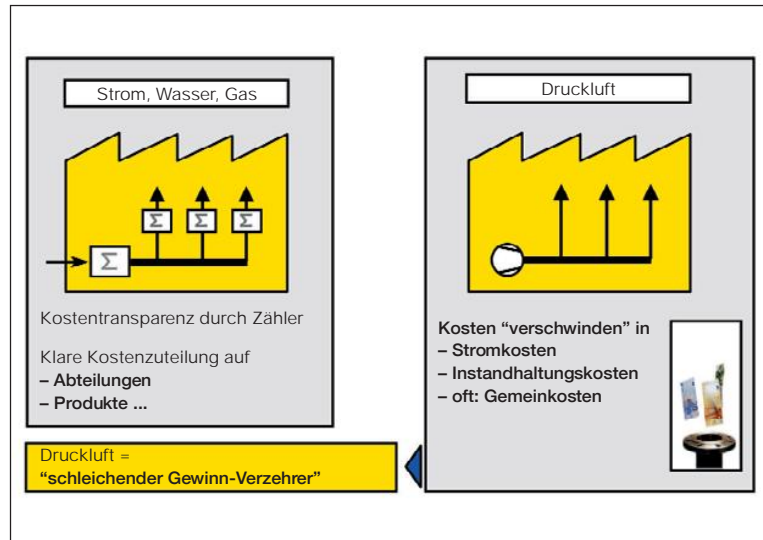 Strom, Wasser, Gas
Σ Σ Σ
Σ
Kostentransparenz durch Zähler
Klare Kostenzuteilung auf
– Abteilungen
– Produkte ...
Druckluft
Kosten “verschwinden” in
– Stromkosten
– Instandhaltungskosten
– oft: Gemeinkosten
Druckluft =
“schleichender Gewinn-Verzehrer”